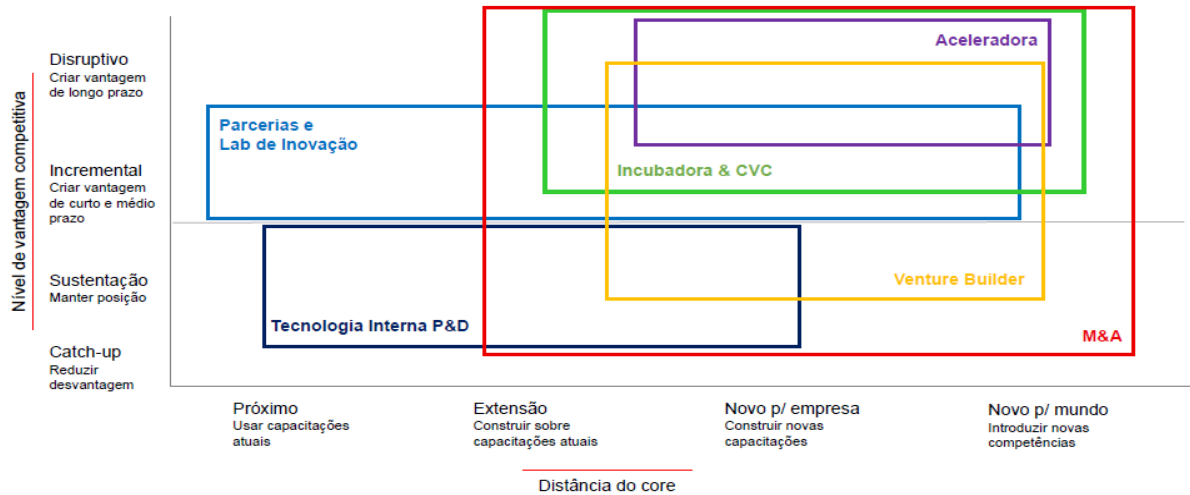 Nível de vantagem competitiva
Disruptivo
Criar vantagem
de longo prazo
Incremental
Criar vantagem
de curto e médio
prazo
Sustentação
Manter posição
Catch-up
Reduzir
desvantagem
Aceleradora
Parcerias e
Lab de Inovação
Incubadora & CVC
Venture Builder
Tecnologia Interna P&D
M&A
Próximo
Usar capacitações
atuais
Extensão
Construir sobre
capacitações atuais
Novo p/ empresa
Construir novas
capacitações
Novo p/ mundo
Introduzir novas
competências
Distância do core